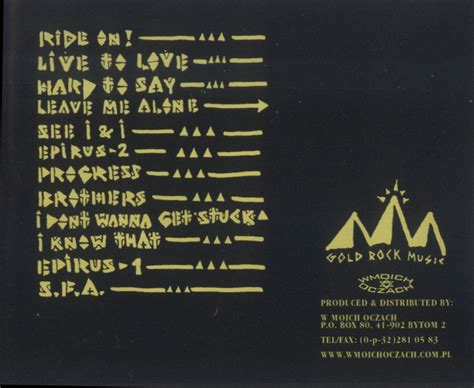 RIDE ON!
LIVE TO LOVE
HARD TO SAY
LEAVE ME ALONE
SEE I & I
EPIRUS-2
PROGRESS
BROTHERS
I DONT WANNA GET STUCK
I KNOW THAT
EPIRUS-1
S.F.A.
GOLD ROCK MUSIC
WMOICH
OCZACH
PRODUCED & DISTRIBUTED BY:
W MOICH OCZACH
P.O. BOX 80, 41-902 BYTOM 2
TEL/FAX: (0-p-32)281 05 83
WWW.WMOICHOCZACH.COM.PL